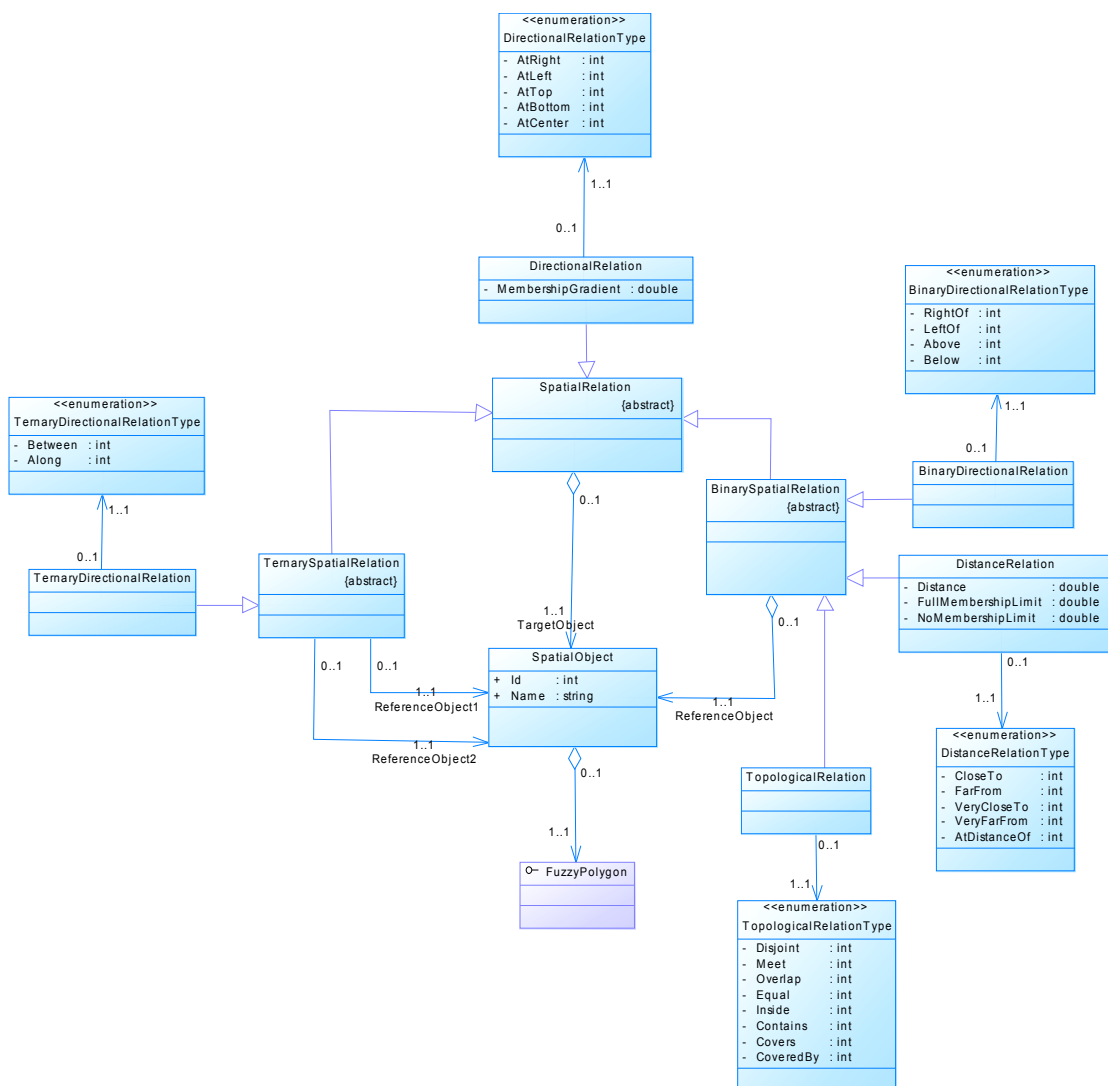 <<enumeration>>
DirectionalRelationType
- AtRight : int
- AtLeft : int
- AtTop : int
- AtBottom : int
- AtCenter : int
1..1
0..1
DirectionalRelation
- MembershipGradient : double
<<enumeration>>
BinaryDirectionalRelationType
- RightOf : int
- LeftOf : int
- Above : int
- Below : int
1..1
0..1
BinaryDirectionalRelation
SpatialRelation
{abstract}
0..1
1..1
TargetObject
<<enumeration>>
TernaryDirectionalRelationType
- Between : int
- Along : int
1..1
0..1
TernaryDirectionalRelation
TernarySpatialRelation
{abstract}
0..1
0..1
1..1
ReferenceObject1
1..1
ReferenceObject2
BinarySpatialRelation
{abstract}
0..1
1..1
ReferenceObject
DistanceRelation
- Distance : double
- FullMembershipLimit : double
- NoMembershipLimit : double
0..1
1..1
<<enumeration>>
DistanceRelationType
- CloseTo : int
- FarFrom : int
- VeryCloseTo : int
- VeryFarFrom : int
- AtDistanceOf : int
SpatialObject
+ Id : int
+ Name : string
0..1
1..1
FuzzyPolygon
TopologicalRelation
0..1
1..1
<<enumeration>>
TopologicalRelationType
- Disjoint : int
- Meet : int
- Overlap : int
- Equal : int
- Inside : int
- Contains : int
- Covers : int
- CoveredBy : int